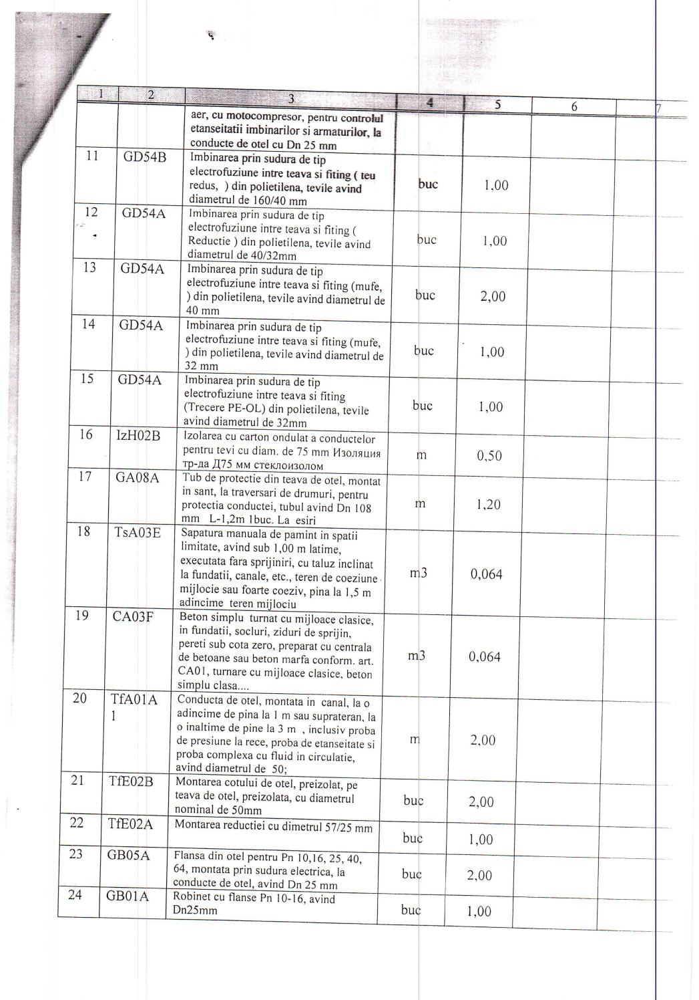 1 2 3 4 5 6 7
aer, cu motocompresor, pentru controlul
etanseitatii imbinarilor si armaturilor, la
conducte de otel cu Dn 25 mm
11 GD54B Imbinarea prin sudura de tip
electrofuziune intre teava si fiting ( teu
redus, ) din polietilena, tevile avind
diametrul de 160/40 mm
buc 1,00
12 GD54A Imbinarea prin sudura de tip
electrofuziune intre teava si fiting (
Reductie ) din polietilena, tevile avind
diametrul de 40/32mm
buc 1,00
13 GD54A Imbinarea prin sudura de tip
electrofuziune intre teava si fiting (mufe,
) din polietilena, tevile avind diametrul de
40 mm
buc 2,00
14 GD54A Imbinarea prin sudura de tip
electrofuziune intre teava si fiting (mufe,
) din polietilena, tevile avind diametrul de
32 mm
buc 1,00
15 GD54A Imbinarea prin sudura de tip
electrofuziune intre teava si fiting
(Trecere PE-OL) din polietilena, tevile
avind diametrul de 32mm
buc 1,00
16 IzH02B Izolarea cu carton ondulat a conductelor
pentru tevi cu diam. de 75 mm Изоляция
тр-да Д75 мм стеклоизолом
m 0,50
17 GA08A Tub de protectie din teava de otel, montat
in sant, la traversari de drumuri, pentru
protectia conductei, tubul avind Dn 108
mm L-1,2m 1buc. La esiri
m 1,20
18 TsA03E Sapatura manuala de pamint in spatii
limitate, avind sub 1,00 m latime,
executata fara sprijiniri, cu taluz inclinat
la fundatii, canale, etc., teren de coeziune
mijlocie sau foarte coeziv, pina la 1,5 m
adincime teren mijlociu
m3 0,064
19 CA03F Beton simplu turnat cu mijloace clasice,
in fundatii, socluri, ziduri de sprijin,
pereti sub cota zero, preparat cu centrala
de betoane sau beton marfa conform. art.
CA01, turnare cu mijloace clasice, beton
simplu clasa....
m3 0,064
20 TfA01A Conducta de otel, montata in canal, la o
1 adincime de pina la 1 m sau suprateran, la
o inaltime de pine la 3 m , inclusiv proba
de presiune la rece, proba de etanseitate si
proba complexa cu fluid in circulatie,
avind diametrul de 50;
m 2,00
21 TfE02B Montarea cotului de otel, preizolat, pe
teava de otel, preizolata, cu diametrul
nominal de 50mm
buc 2,00
22 TfE02A Montarea reductiei cu dimetrul 57/25 mm
buc 1,00
23 GB05A Flansa din otel pentru Pn 10,16, 25, 40,
64, montata prin sudura electrica, la
conducte de otel, avind Dn 25 mm
buc 2,00
24 GB01A Robinet cu flanse Pn 10-16, avind
Dn25mm
buc 1,00